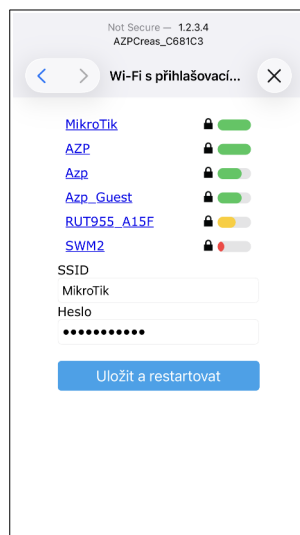 Not Secure — 1.2.3.4
AZPCreas_C681C3
Wi-Fi s přihlašovací...
MikroTik
AZP
Azp
Azp_Guest
RUT955_A15F
SWM2
SSID
MikroTik
Heslo
•••••••••••
Uložit a restartovat